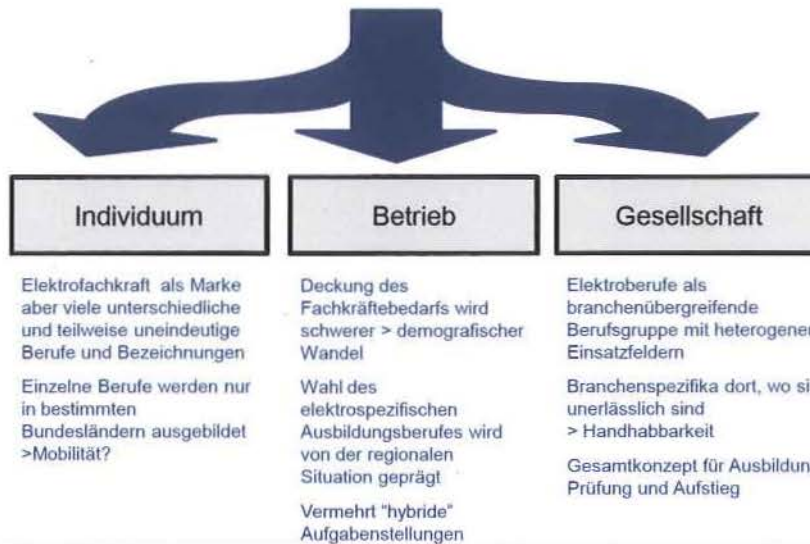 Individuum
Elektrofachkraft als Marke
aber viele unterschiedliche
und teilweise uneindeutige
Berufe und Bezeichnungen
Einzelne Berufe werden nur
in bestimmten
Bundesländern ausgebildet
>Mobilität?
Betrieb
Deckung des
Fachkräftebedarfs wird
schwerer > demografischer
Wandel
Wahl des
elektrospezifischen
Ausbildungsberufes wird
von der regionalen
Situation geprägt
Vermehrt "hybride"
Aufgabenstellungen
Gesellschaft
Elektroberufe als
branchenübergreifende
Berufsgruppe mit
Einsatzfeldern
Branchenspezifika dort, wo
unerlässlich sind
> Handhabbarkeit
Gesamtkonzept für
Prüfung und Aufstieg